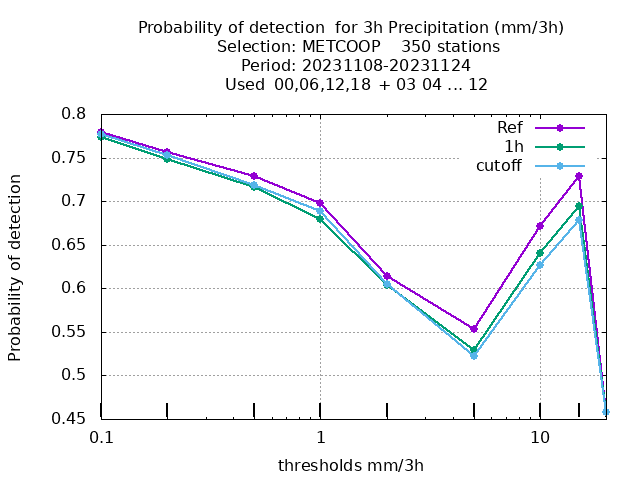 Probability of detection  for 3h Precipitation (mm/3h)
Selection: METCOOP    350 stations
Period: 20231108-20231124
Used  00,06,12,18  + 03 04 ... 12
Ref
1h
cutoff
Probability of detection
0.8
0.75
0.7
0.65
0.6
0.55
0.5
0.45
0.1
1
10
thresholds mm/3h